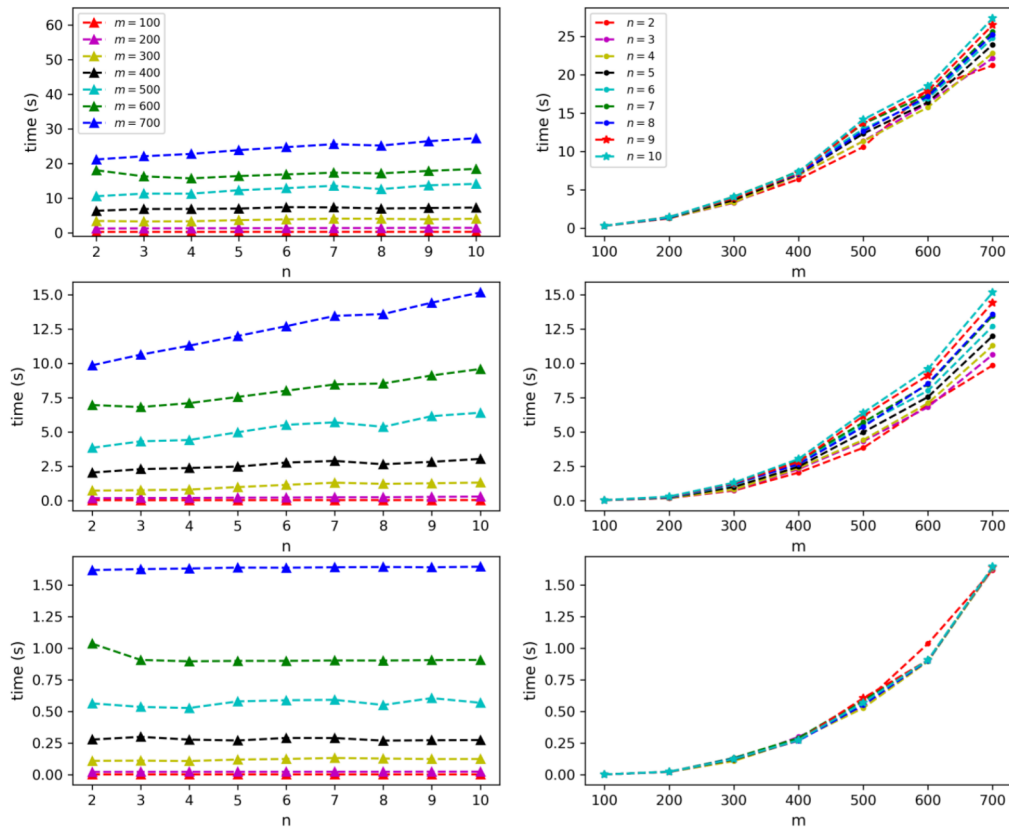 60
50
40
30
20
10
0
time (s)
m = 100
m = 200
m = 300
m = 400
m = 500
m = 600
m = 700
2 3 4 5 6 7 8 9 10
n
25
20
15
10
5
0
time (s)
n = 2
n = 3
n = 4
n = 5
n = 6
n = 7
n = 8
n = 9
n = 10
100 200 300 400 500 600 700
m
15.0
12.5
10.0
7.5
5.0
2.5
0.0
time (s)
2 3 4 5 6 7 8 9 10
n
15.0
12.5
10.0
7.5
5.0
2.5
0.0
time (s)
100 200 300 400 500 600 700
m
1.50
1.25
1.00
0.75
0.50
0.25
0.00
time (s)
2 3 4 5 6 7 8 9 10
n
1.50
1.25
1.00
0.75
0.50
0.25
0.00
time (s)
100 200 300 400 500 600 700
m